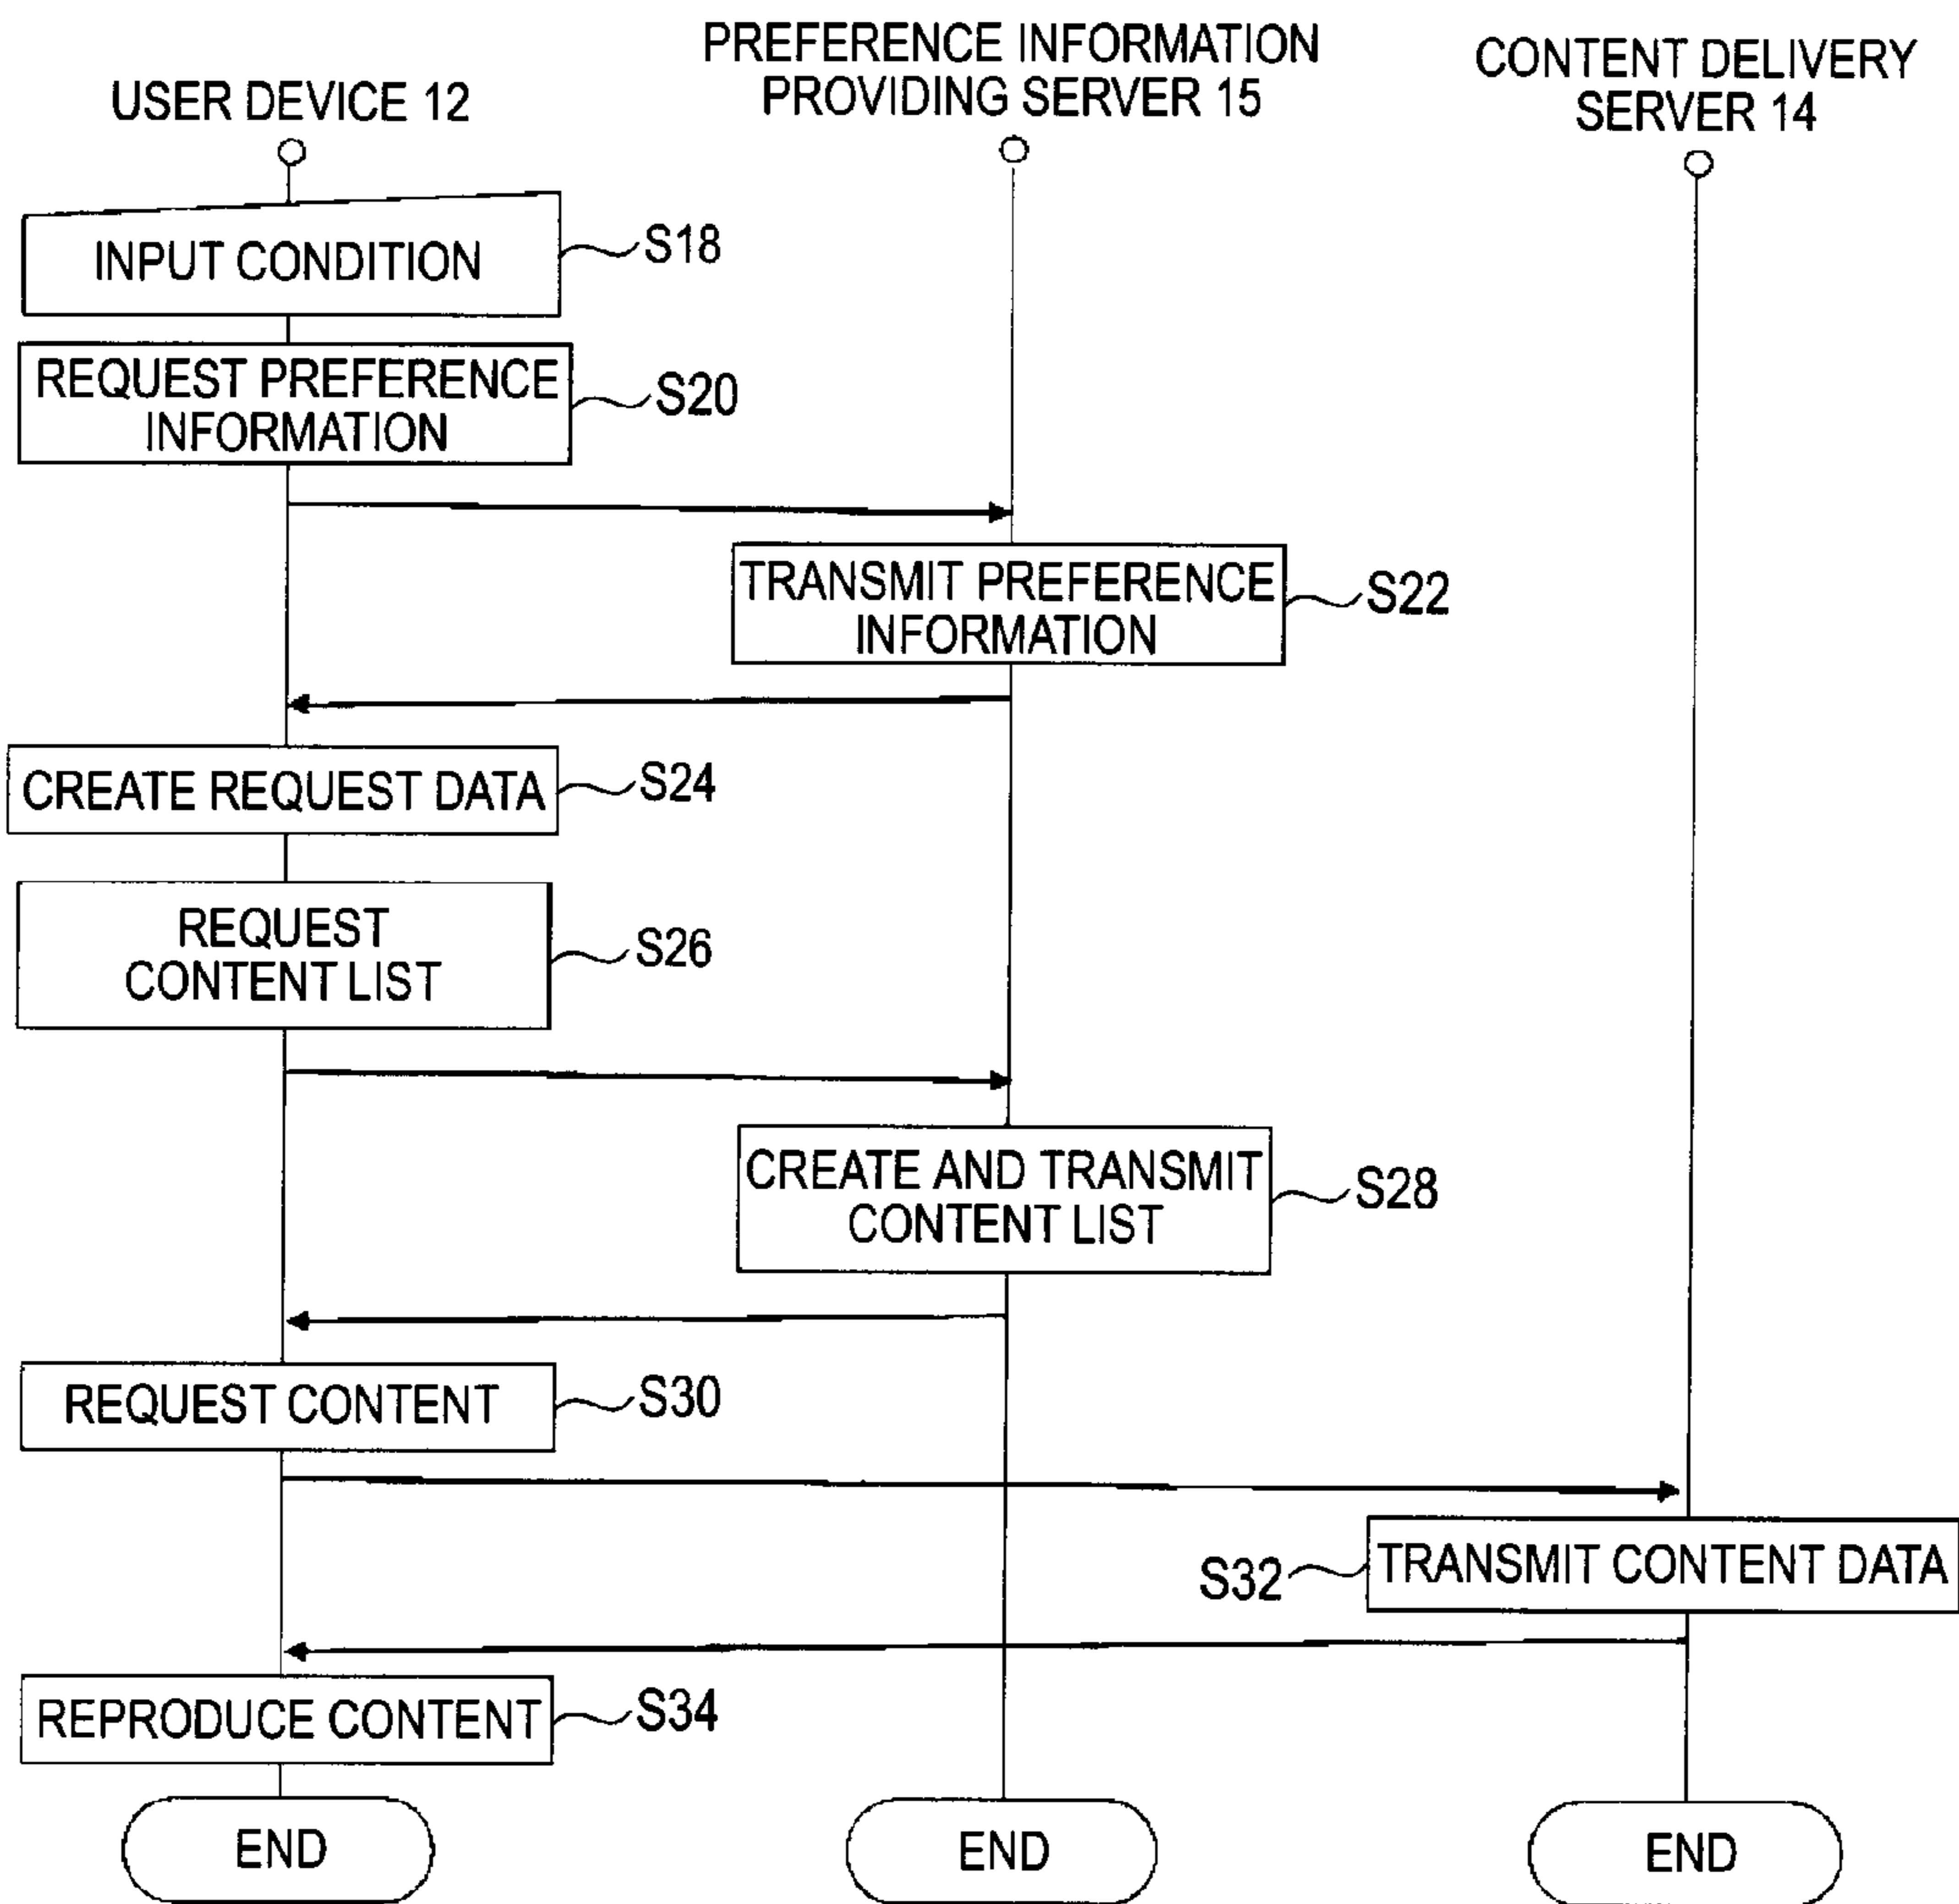 USER DEVICE 12
PREFERENCE INFORMATION
PROVIDING SERVER 15
CONTENT DELIVERY
SERVER 14
INPUT CONDITION
S18
REQUEST PREFERENCE
INFORMATION
S20
TRANSMIT PREFERENCE
INFORMATION
S22
CREATE REQUEST DATA
S24
REQUEST
CONTENT LIST
S26
CREATE AND TRANSMIT
CONTENT LIST
S28
REQUEST CONTENT
S30
S32
TRANSMIT CONTENT DATA
REPRODUCE CONTENT
S34
END
END
END